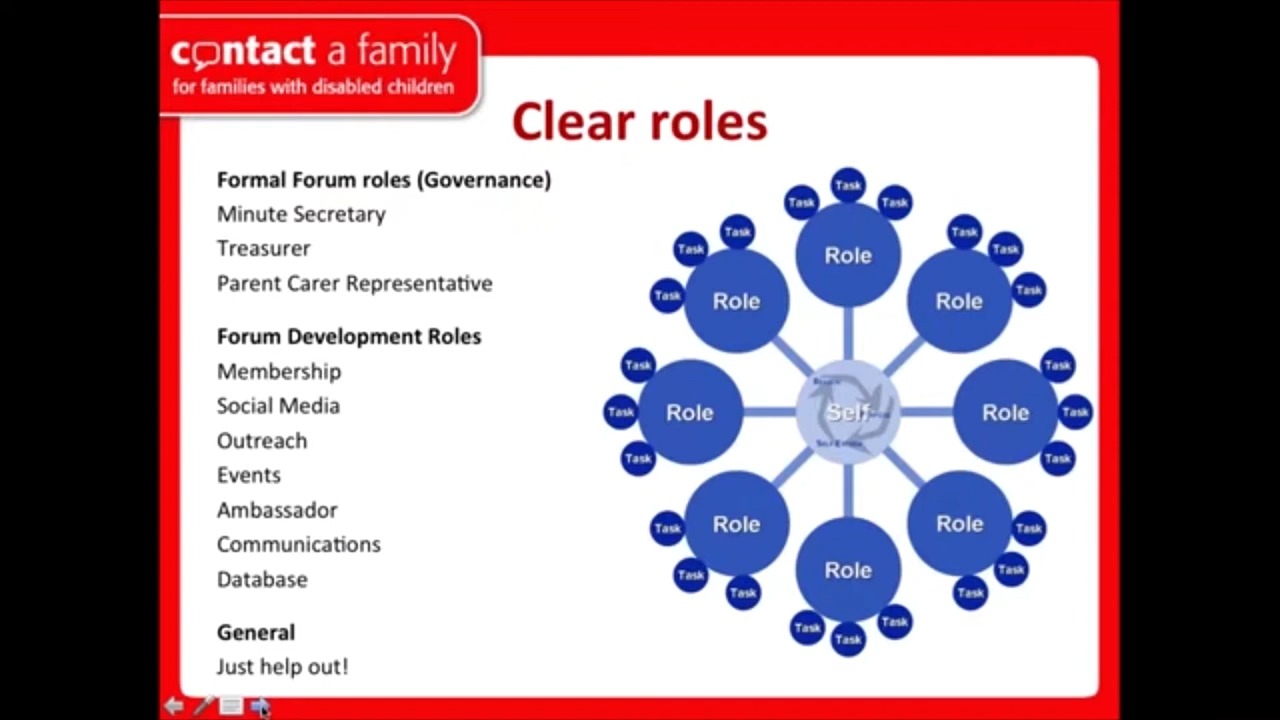 contact a family
for families with disabled children
Clear roles
Formal Forum roles (Governance)
Minute Secretary
Treasurer
Parent Carer Representative
Forum Development Roles
Membership
Social Media
Outreach
Events
Ambassador
Communications
Database
General
Just help out!
Task
Task
Task
Role
Task
Task
Task
Role
Task
Task
Task
Role
Task
Task
Task
Role
Task
Task
Task
Role
Task
Task
Task
Role
Task
Task
Task
Role
Task
Task
Task
Role
Self